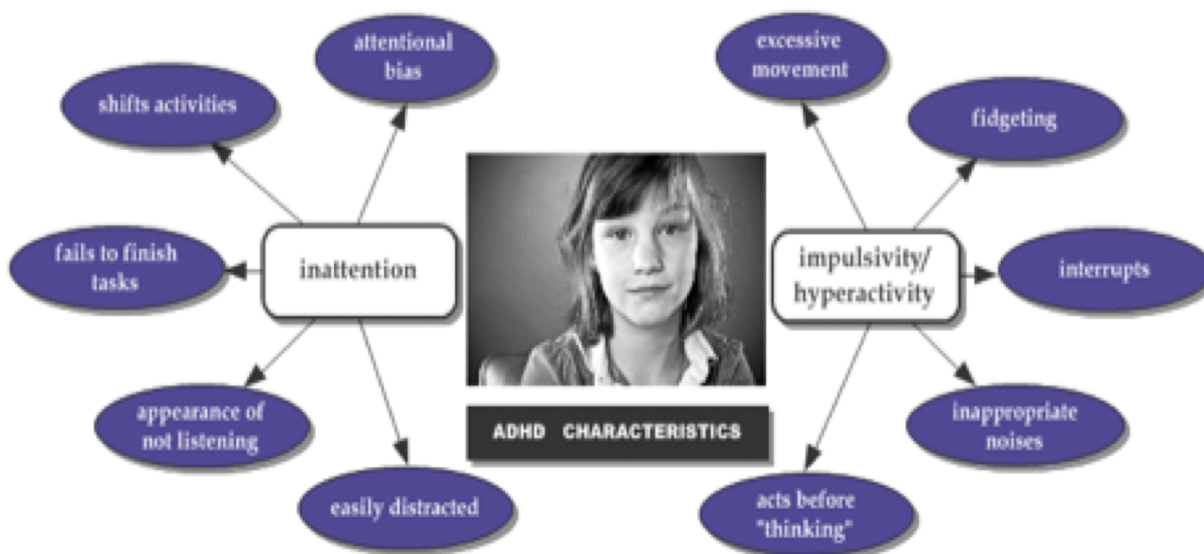 attentional
bias
shifts activities
fails to finish
tasks
inattention
appearance of
not listening
easily distracted
ADHD CHARACTERISTICS
excessive
movement
fidgeting
impulsivity/
hyperactivity
interrupts
inappropriate
noises
acts before
"thinking"